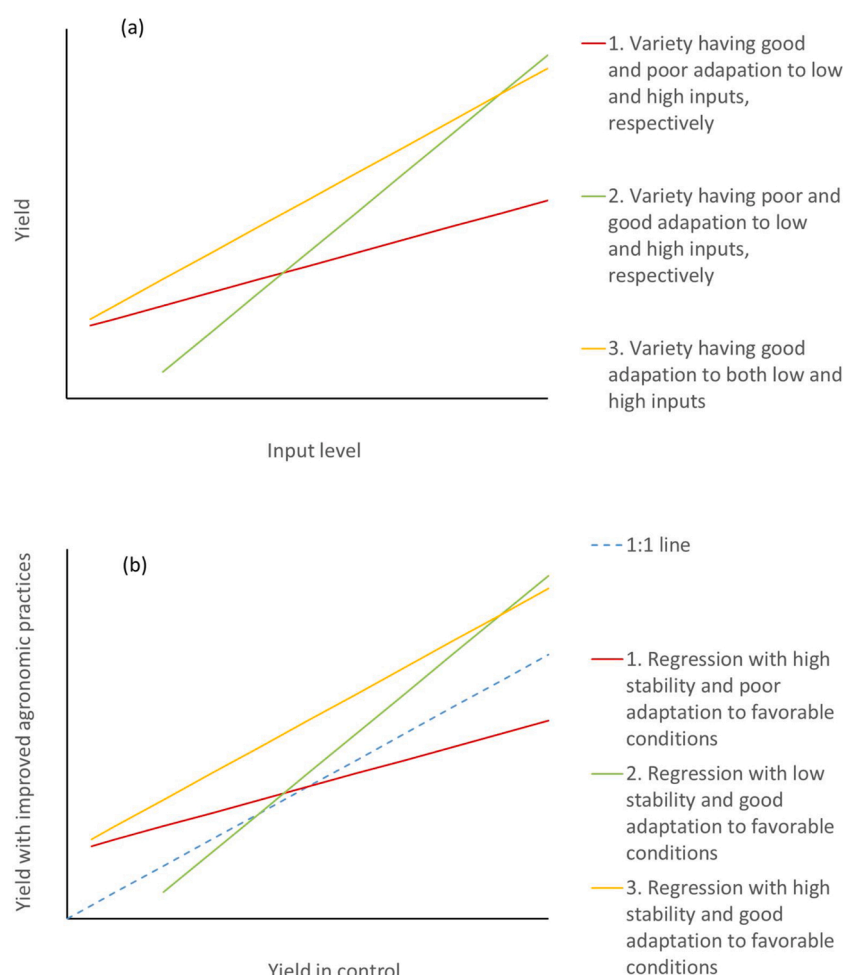 (a)
1. Variety having good
and poor adapation to low
and high inputs,
respectively
2. Variety having poor and
good adapation to low
and high inputs,
respectively
3. Variety having good
adapation to both low and
high inputs
Yield
Input level
(b)
1:1 line
1. Regression with high
stability and poor
adaptation to favorable
conditions
2. Regression with low
stability and good
adaptation to favorable
conditions
3. Regression with high
stability and good
adaptation to favorable
conditions
Yield with improved agronomic practices
Yield in control